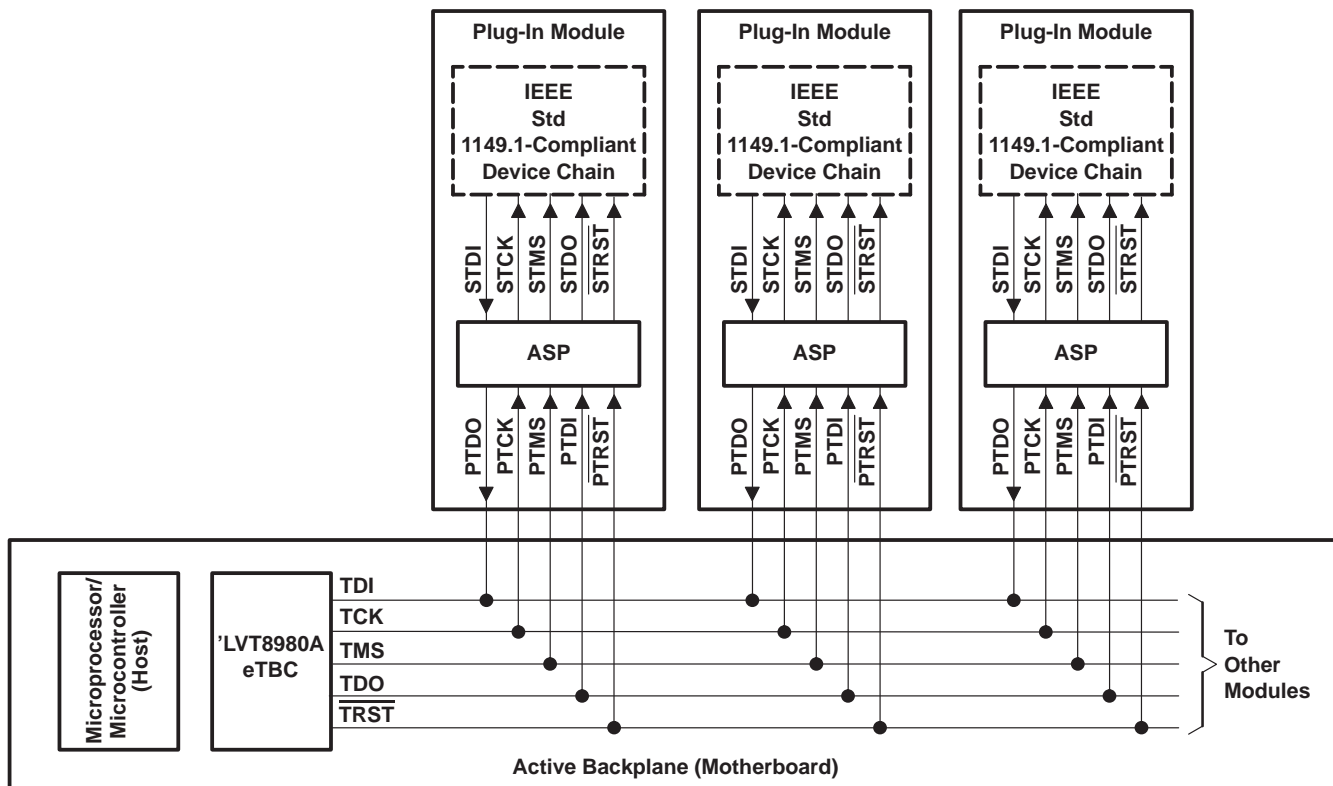 Plug-In Module
IEEE
Std
1149.1-Compliant
Device Chain
STDI
STCK
STMS
STDO
STRST
ASP
PTDO
PTCK
PTMS
PTDI
PTRST
Plug-In Module
IEEE
Std
1149.1-Compliant
Device Chain
STDI
STCK
STMS
STDO
STRST
ASP
PTDO
PTCK
PTMS
PTDI
PTRST
Plug-In Module
IEEE
Std
1149.1-Compliant
Device Chain
STDI
STCK
STMS
STDO
STRST
ASP
PTDO
PTCK
PTMS
PTDI
PTRST
Microprocessor/
Microcontroller
(Host)
’LVT8980A
eTBC
TDI
TCK
TMS
TDO
TRST
To
Other
Modules
Active Backplane (Motherboard)